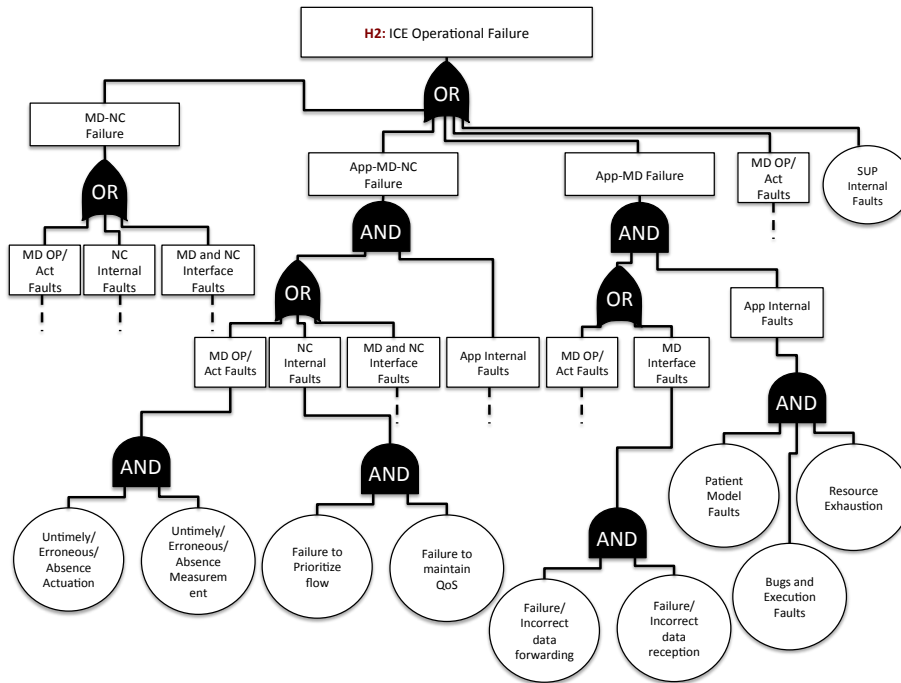 H2: ICE Operational Failure
OR
MD-NC
Failure
App-MD-NC
Failure
App-MD Failure
MD OP/
Act
Faults
SUP
Internal
Faults
OR
AND
AND
MD OP/
Act
Faults
NC
Internal
Faults
MD and NC
Interface
Faults
OR
OR
App Internal
Faults
MD OP/
Act Faults
NC
Internal
Faults
MD and NC
Interface
Faults
App Internal
Faults
MD OP/
Act Faults
MD
Interface
Faults
AND
AND
AND
AND
Untimely/
Erroneous/
Absence
Actuation
Untimely/
Erroneous/
Absence
Measurem
ent
Failure to
Prioritize
flow
Failure to
maintain
QoS
Failure/
Incorrect
data
forwarding
Failure/
Incorrect
data
reception
Patient
Model
Faults
Bugs and
Execution
Faults
Resource
Exhaustion